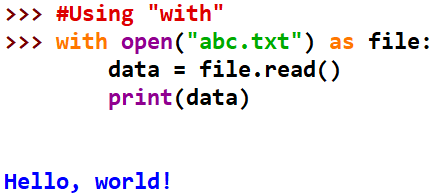 >>> #Using "with"
>>> with open("abc.txt") as file:
        data = file.read()
        print(data)
Hello, world!